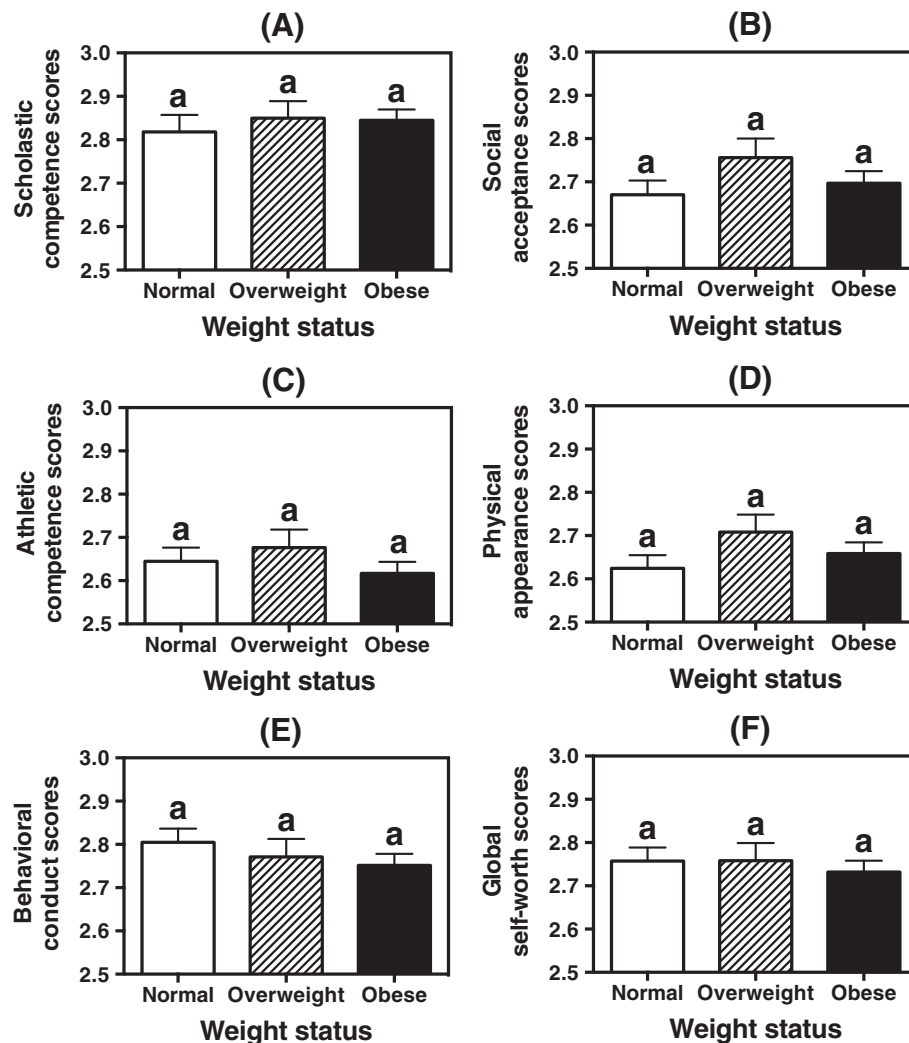 (A)
Scholastic
competence scores
3.0
2.9
2.8
2.7
2.6
2.5
a a a
Normal Overweight Obese
Weight status
(B)
Social
acceptance scores
3.0
2.9
2.8
2.7
2.6
2.5
a a a
Normal Overweight Obese
Weight status
(C)
Athletic
competence scores
3.0
2.9
2.8
2.7
2.6
2.5
a a a
Normal Overweight Obese
Weight status
(D)
Physical
appearance scores
3.0
2.9
2.8
2.7
2.6
2.5
a a a
Normal Overweight Obese
Weight status
(E)
Behavioral
conduct scores
3.0
2.9
2.8
2.7
2.6
2.5
a a a
Normal Overweight Obese
Weight status
(F)
Global
self-worth scores
3.0
2.9
2.8
2.7
2.6
2.5
a a a
Normal Overweight Obese
Weight status